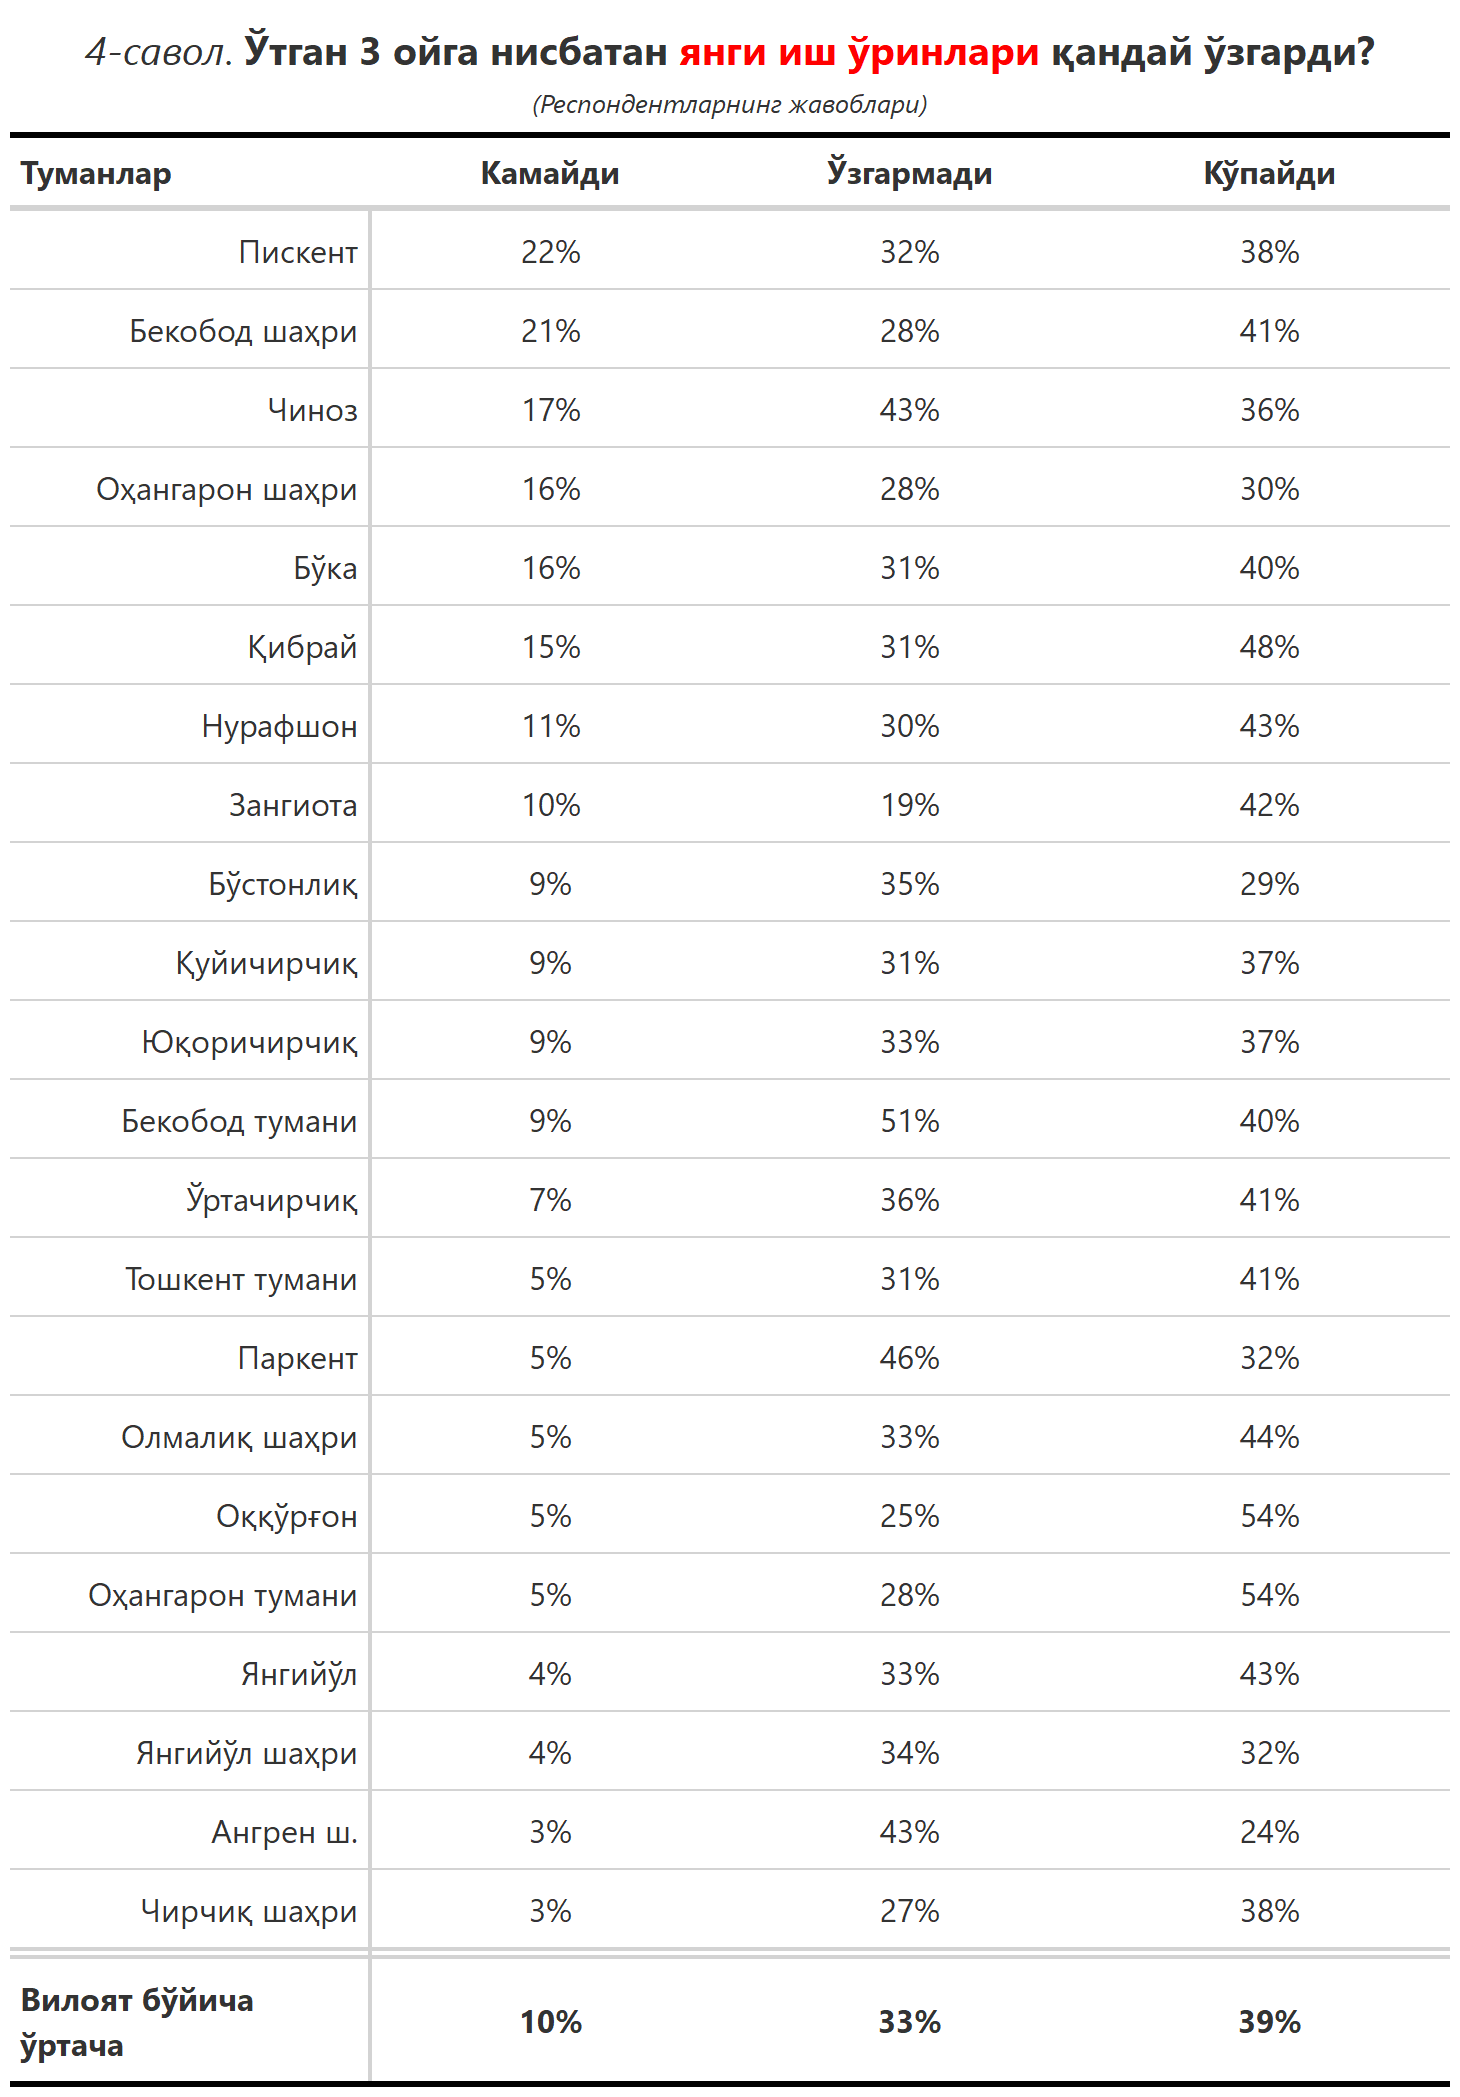 4-савол. Ўтган 3 ойга нисбатан янги иш ўринлари қандай ўзгарди?
(Респондентларнинг жавоблари)
Туманлар Камайди Ўзгармади Кўпайди
Пискент 22% 32% 38%
Бекобод шаҳри 21% 28% 41%
Чиноз 17% 43% 36%
Оҳангарон шаҳри 16% 28% 30%
Бўка 16% 31% 40%
Қибрай 15% 31% 48%
Нурафшон 11% 30% 43%
Зангиота 10% 19% 42%
Бўстонлиқ 9% 35% 29%
Қуйичирчиқ 9% 31% 37%
Юқоричирчиқ 9% 33% 37%
Бекобод тумани 9% 51% 40%
Ўртачирчиқ 7% 36% 41%
Тошкент тумани 5% 31% 41%
Паркент 5% 46% 32%
Олмалиқ шаҳри 5% 33% 44%
Оққўрғон 5% 25% 54%
Оҳангарон тумани 5% 28% 54%
Янгийўл 4% 33% 43%
Янгийўл шаҳри 4% 34% 32%
Ангрен ш. 3% 43% 24%
Чирчиқ шаҳри 3% 27% 38%
Вилоят бўйича
ўртача 10% 33% 39%